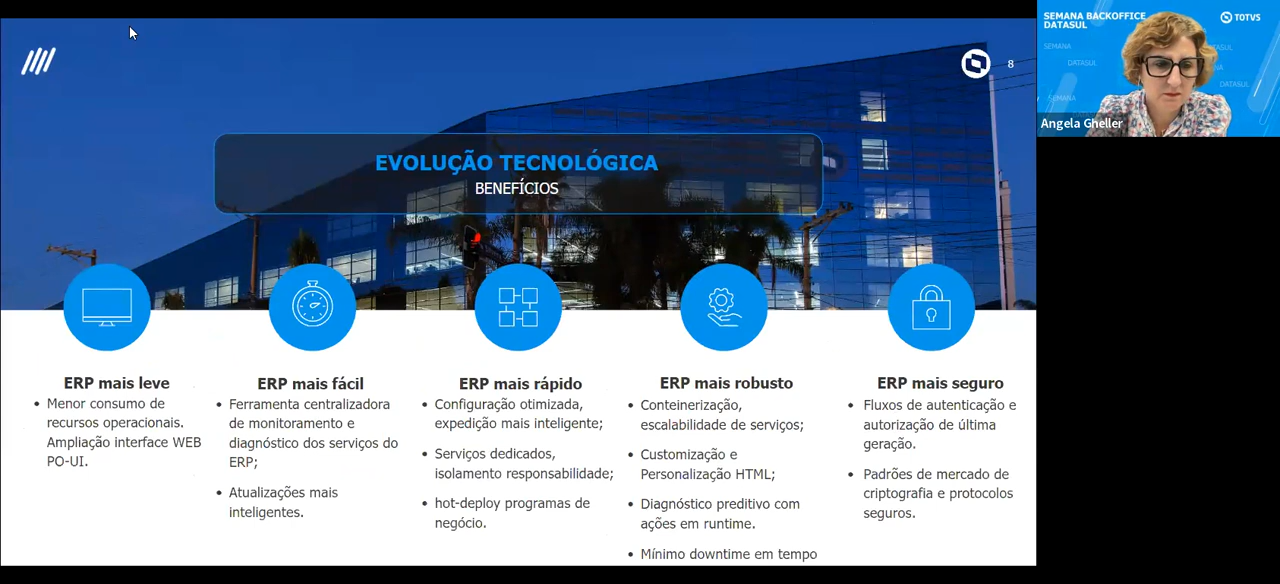 8
EVOLUÇÃO TECNOLÓGICA
BENEFÍCIOS
ERP mais leve
• Menor consumo de
recursos operacionais.
Ampliação interface WEB
PO-UI.
ERP mais fácil
• Ferramenta centralizadora
de monitoramento e
diagnóstico dos serviços do
ERP;
• Atualizações mais
inteligentes.
ERP mais rápido
• Configuração otimizada,
expedição mais inteligente;
• Serviços dedicados,
isolamento responsabilidade;
• hot-deploy programas de
negócio.
ERP mais robusto
• Conteinerização,
escalabilidade de serviços;
• Customização e
Personalização HTML;
• Diagnóstico preditivo com
ações em runtime.
• Mínimo downtime em tempo
ERP mais seguro
• Fluxos de autenticação e
autorização de última
geração.
• Padrões de mercado de
criptografia e protocolos
seguros.
SEMANA BACKOFFICE
DATASUL
TOTVS
SEMANA
DATASUL
SEMANA
DATASUL
Angela Gheller